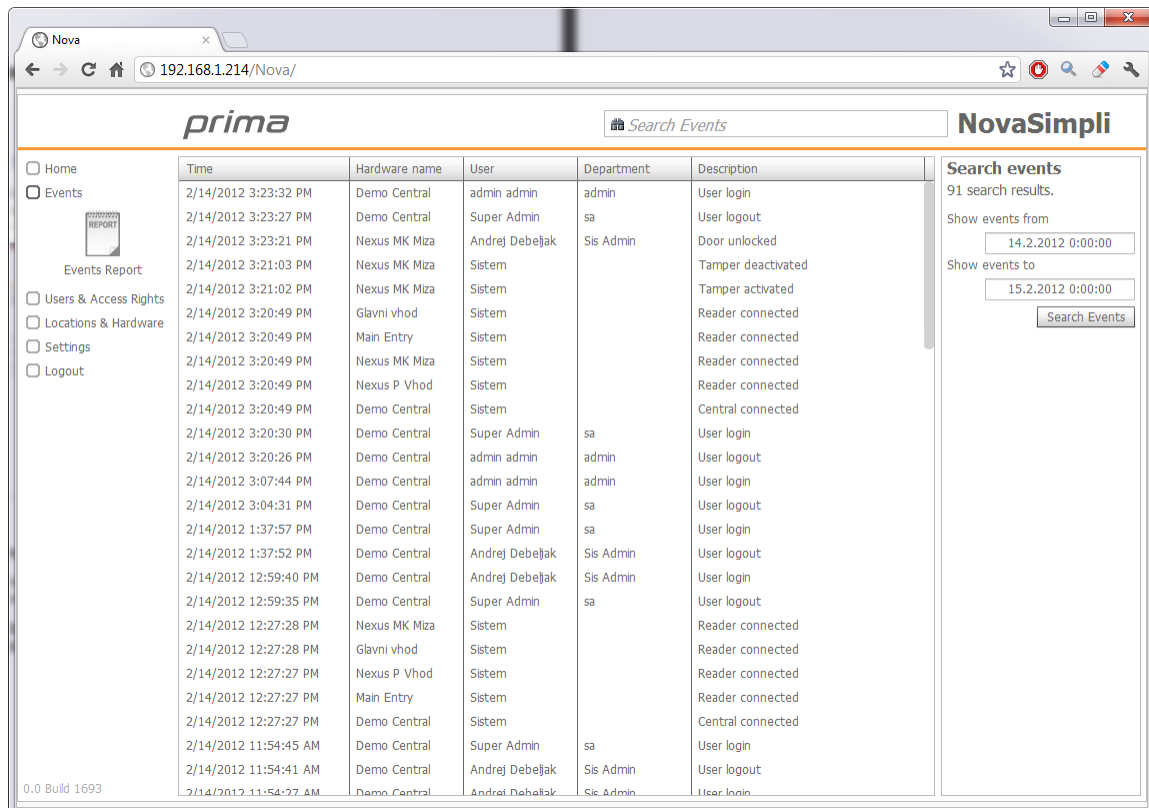 Nova
192.168.1.214/Nova/
prima
Search Events
NovaSimpli
Home
Events
REPORT
Events Report
Users & Access Rights
Locations & Hardware
Settings
Logout
0.0 Build 1693
Time Hardware name User Department Description
2/14/2012 3:23:32 PM Demo Central admin admin admin User login
2/14/2012 3:23:27 PM Demo Central Super Admin sa User logout
2/14/2012 3:23:21 PM Nexus MK Miza Andrej Debeljak Sis Admin Door unlocked
2/14/2012 3:21:03 PM Nexus MK Miza Sistem Tamper deactivated
2/14/2012 3:21:02 PM Nexus MK Miza Sistem Tamper activated
2/14/2012 3:20:49 PM Glavni vhod Sistem Reader connected
2/14/2012 3:20:49 PM Main Entry Sistem Reader connected
2/14/2012 3:20:49 PM Nexus MK Miza Sistem Reader connected
2/14/2012 3:20:49 PM Nexus P Vhod Sistem Reader connected
2/14/2012 3:20:49 PM Demo Central Sistem Central connected
2/14/2012 3:20:30 PM Demo Central Super Admin sa User login
2/14/2012 3:20:26 PM Demo Central admin admin admin User logout
2/14/2012 3:07:44 PM Demo Central admin admin admin User login
2/14/2012 3:04:31 PM Demo Central Super Admin sa User logout
2/14/2012 1:37:57 PM Demo Central Super Admin sa User login
2/14/2012 1:37:52 PM Demo Central Andrej Debeljak Sis Admin User logout
2/14/2012 12:59:40 PM Demo Central Andrej Debeljak Sis Admin User login
2/14/2012 12:59:35 PM Demo Central Super Admin sa User logout
2/14/2012 12:27:28 PM Nexus MK Miza Sistem Reader connected
2/14/2012 12:27:28 PM Glavni vhod Sistem Reader connected
2/14/2012 12:27:27 PM Nexus P Vhod Sistem Reader connected
2/14/2012 12:27:27 PM Main Entry Sistem Reader connected
2/14/2012 12:27:27 PM Demo Central Sistem Central connected
2/14/2012 11:54:45 AM Demo Central Super Admin sa User login
2/14/2012 11:54:41 AM Demo Central Andrej Debeljak Sis Admin User logout
2/14/2012 11:54:27 AM Demo Central Andrej Debeljak Sis Admin User login
Search events
91 search results.
Show events from
14.2.2012 0:00:00
Show events to
15.2.2012 0:00:00
Search Events